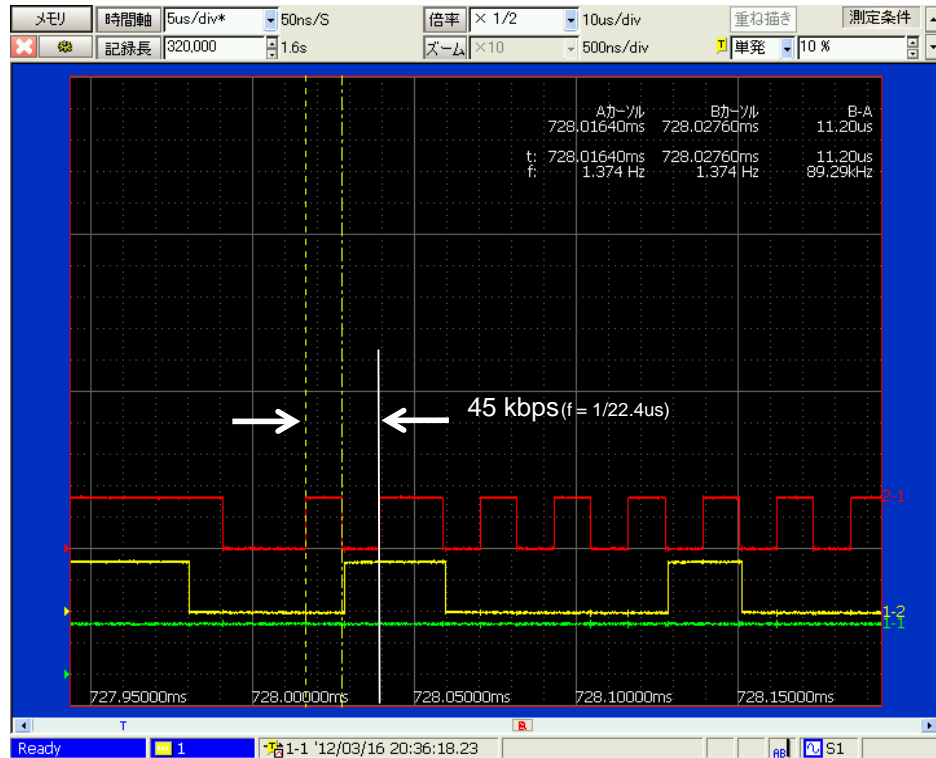 メモリ 時間軸 5us/div* 50ns/S 倍率 × 1/2 10us/div 重ね描き 測定条件
記録長 320,000 1.6s ズーム ×10 500ns/div 単発 10 %
Aカーソル Bカーソル B-A
728.01640ms 728.02760ms 11.20us
t: 728.01640ms 728.02760ms 11.20us
f: 1.374 Hz 1.374 Hz 89.29kHz
45 kbps(f = 1/22.4us)
2-1
1-2
1-1
727.95000ms 728.00000ms 728.05000ms 728.10000ms 728.15000ms
T B
Ready 1 1-1 '12/03/16 20:36:18.23 AB S1